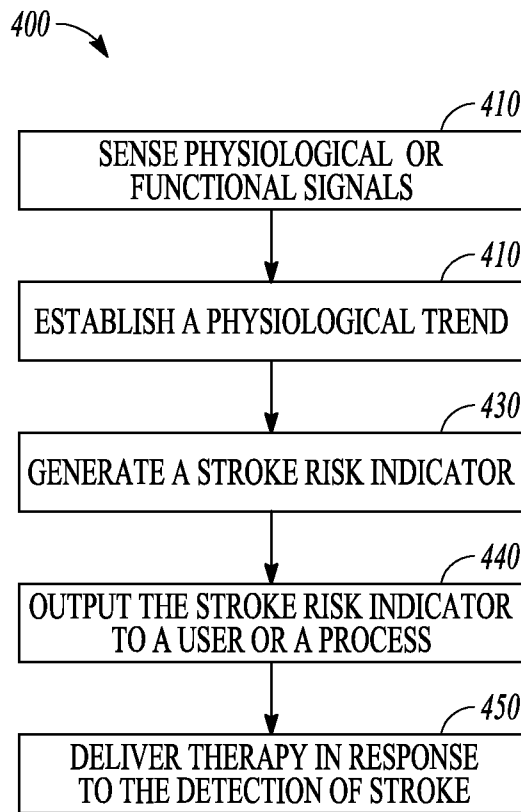 400
410
SENSE PHYSIOLOGICAL OR
FUNCTIONAL SIGNALS
410
ESTABLISH A PHYSIOLOGICAL TREND
430
GENERATE A STROKE RISK INDICATOR
440
OUTPUT THE STROKE RISK INDICATOR
TO A USER OR A PROCESS
450
DELIVER THERAPY IN RESPONSE
TO THE DETECTION OF STROKE